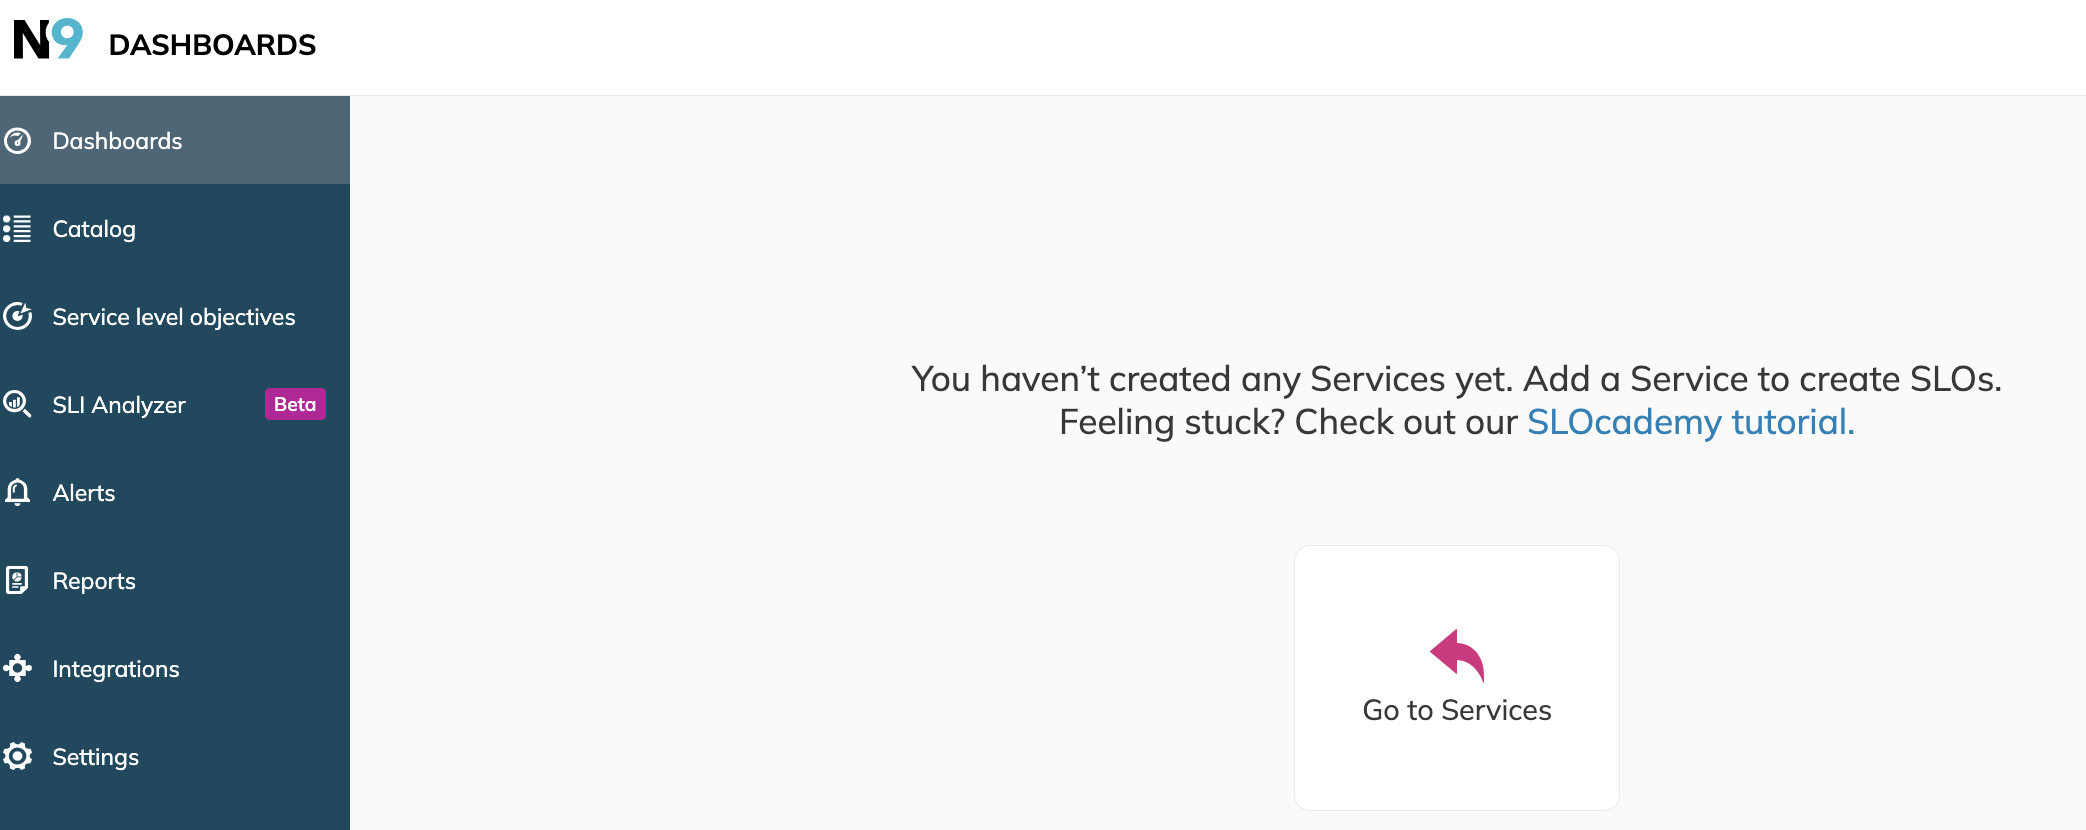 N9 DASHBOARDS
Dashboards
Catalog
Service level objectives
SLI Analyzer Beta
Alerts
Reports
Integrations
Settings
You haven’t created any Services yet. Add a Service to create SLOs.
Feeling stuck? Check out our SLOcademy tutorial.
Go to Services